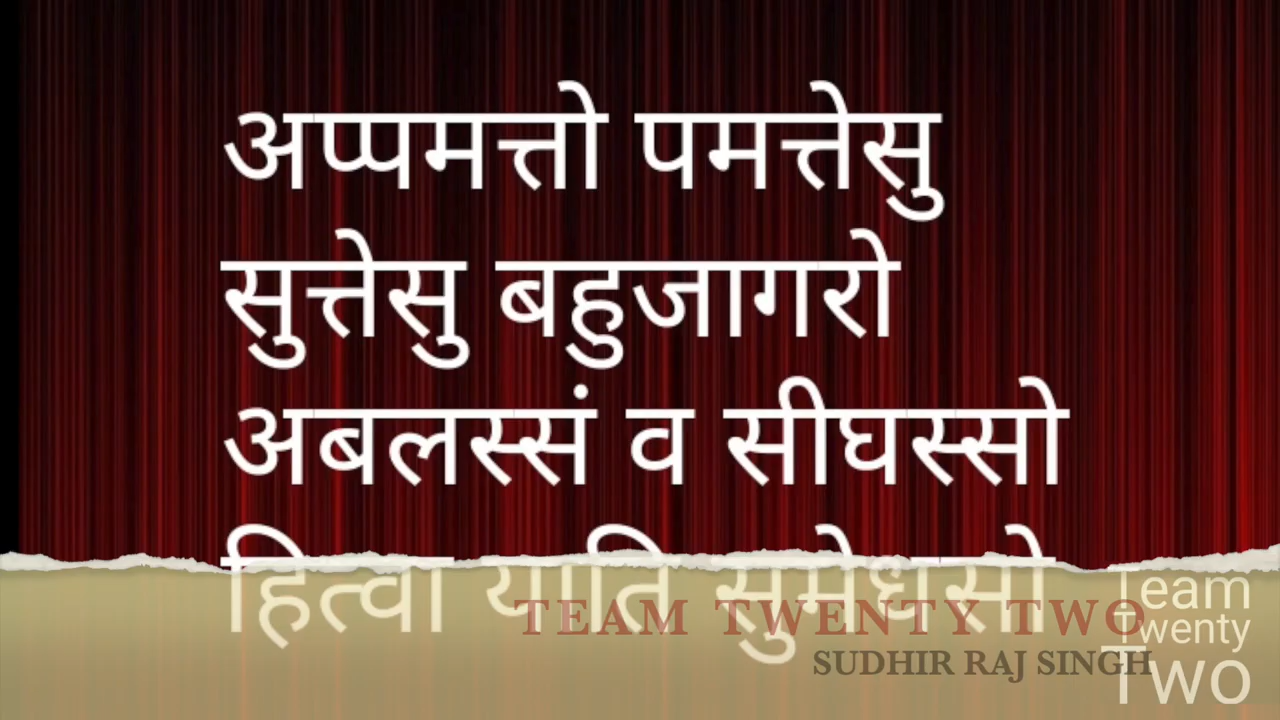 अप्पमत्तो पमत्तेसु
सुत्तेसु बहुजागरो
अबलस्सं व सीघस्सो
हित्वा याति सुमेधसो
TEAM TWENTY TWO
SUDHIR RAJ SINGH
Team
Twenty
Two